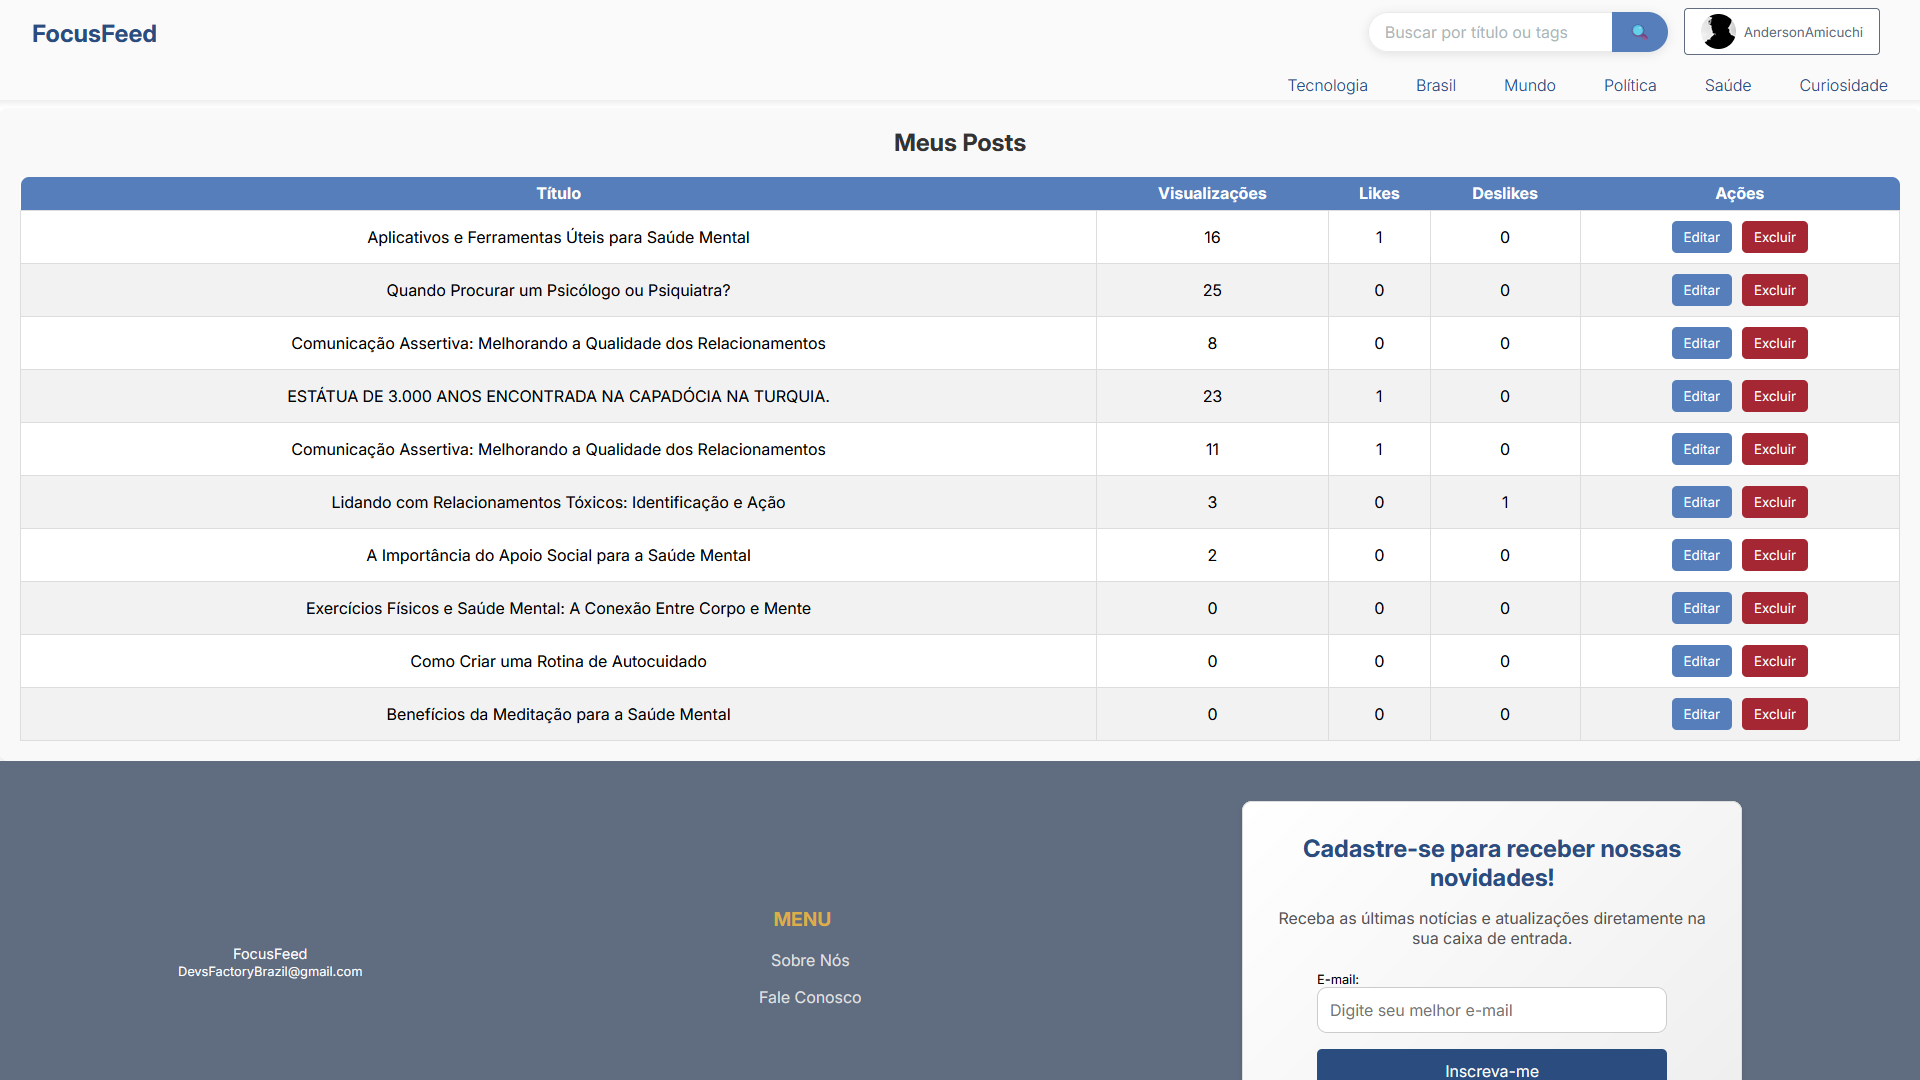 FocusFeed
Buscar por título ou tags
AndersonAmicuchi
Tecnologia Brasil Mundo Política Saúde Curiosidade
Meus Posts
Título Visualizações Likes Deslikes Ações
Aplicativos e Ferramentas Úteis para Saúde Mental 16 1 0 Editar Excluir
Quando Procurar um Psicólogo ou Psiquiatra? 25 0 0 Editar Excluir
Comunicação Assertiva: Melhorando a Qualidade dos Relacionamentos 8 0 0 Editar Excluir
ESTÁTUA DE 3.000 ANOS ENCONTRADA NA CAPADÓCIA NA TURQUIA. 23 1 0 Editar Excluir
Comunicação Assertiva: Melhorando a Qualidade dos Relacionamentos 11 1 0 Editar Excluir
Lidando com Relacionamentos Tóxicos: Identificação e Ação 3 0 1 Editar Excluir
A Importância do Apoio Social para a Saúde Mental 2 0 0 Editar Excluir
Exercícios Físicos e Saúde Mental: A Conexão Entre Corpo e Mente 0 0 0 Editar Excluir
Como Criar uma Rotina de Autocuidado 0 0 0 Editar Excluir
Benefícios da Meditação para a Saúde Mental 0 0 0 Editar Excluir
FocusFeed
DevsFactoryBrazil@gmail.com
MENU
Sobre Nós
Fale Conosco
Cadastre-se para receber nossas
novidades!
Receba as últimas notícias e atualizações diretamente na
sua caixa de entrada.
E-mail:
Digite seu melhor e-mail
Inscreva-me